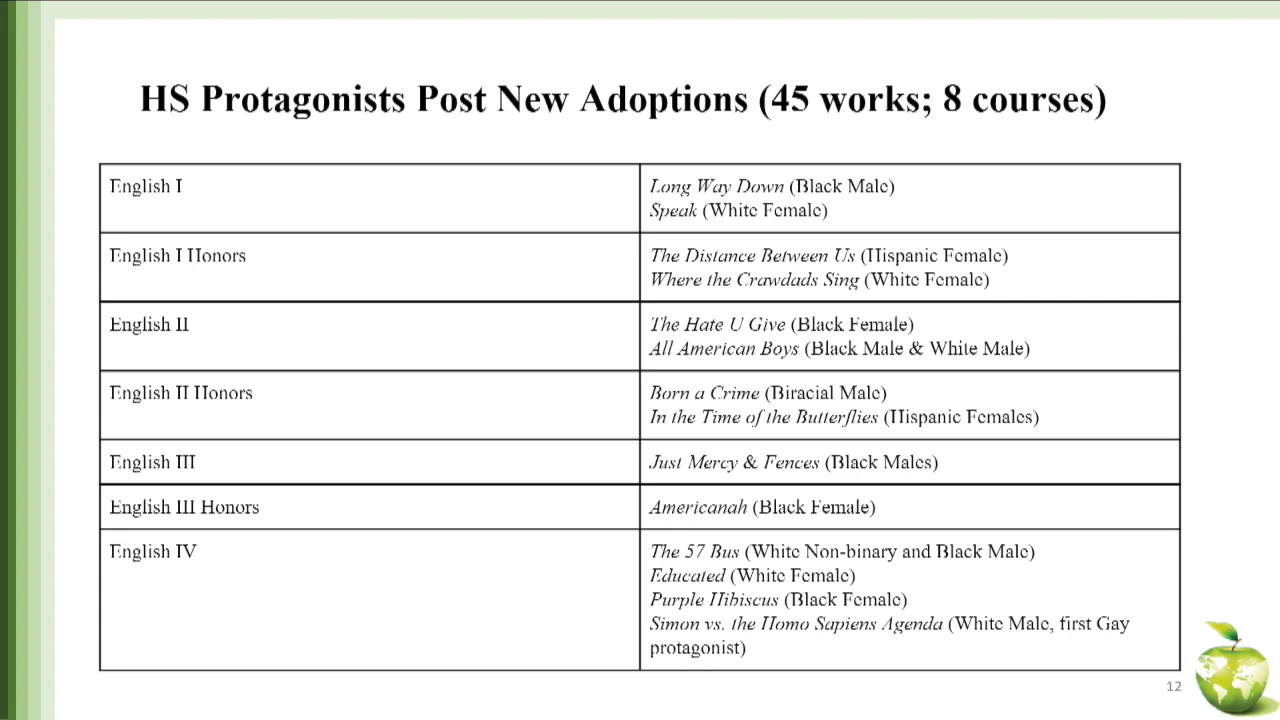 HS Protagonists Post New Adoptions (45 works; 8 courses)
English I
Long Way Down (Black Male)
Speak (White Female)
English I Honors
The Distance Between Us (Hispanic Female)
Where the Crawdads Sing (White Female)
English II
The Hate U Give (Black Female)
All American Boys (Black Male & White Male)
English II Honors
Born a Crime (Biracial Male)
In the Time of the Butterflies (Hispanic Females)
English III
Just Mercy & Fences (Black Males)
English III Honors
Americanah (Black Female)
English IV
The 57 Bus (White Non-binary and Black Male)
Educated (White Female)
Purple Hibiscus (Black Female)
Simon vs. the Homo Sapiens Agenda (White Male, first Gay
protagonist)
12